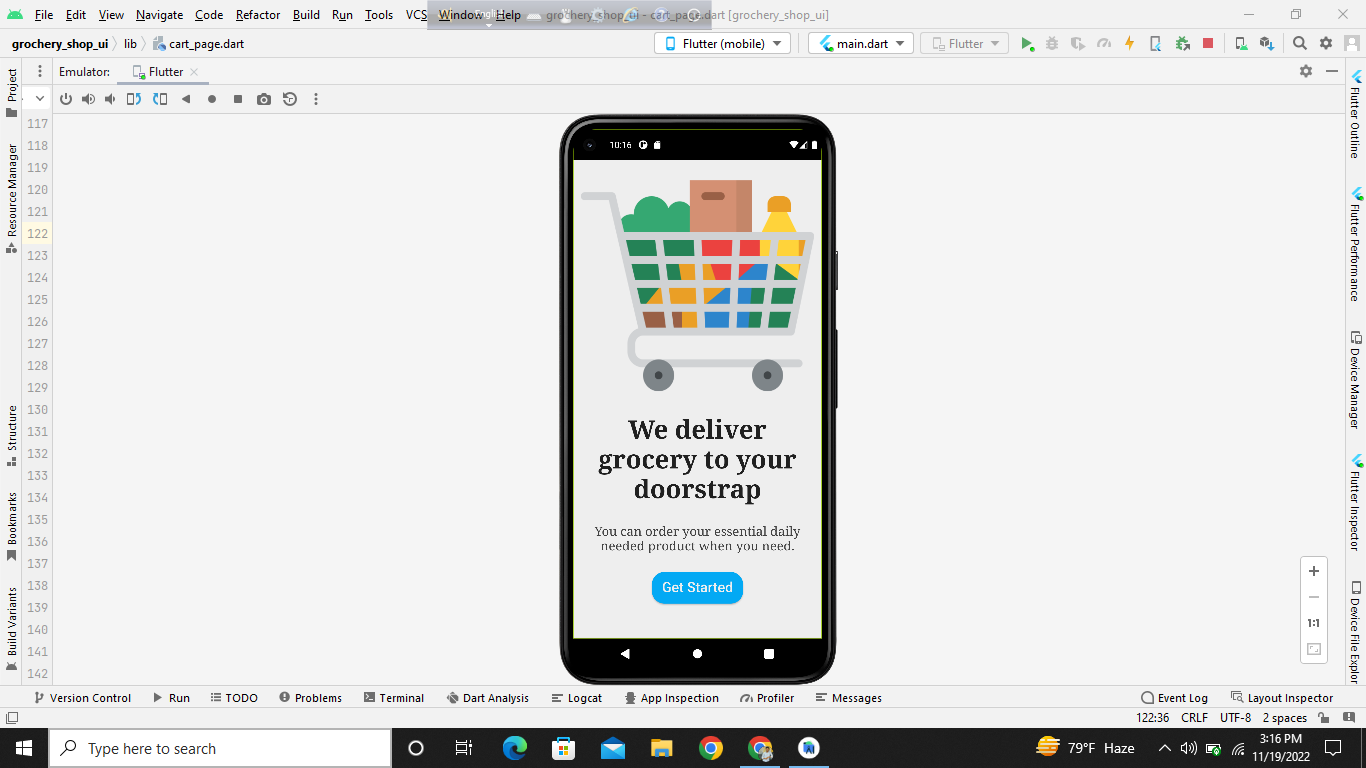 File Edit View Navigate Code Refactor Build Run Tools VCS Window Help grochery_shop_ui - cart_page.dart [grochery_shop_ui]
English
grochery_shop_ui lib cart_page.dart Flutter (mobile) main.dart Flutter
Emulator: Flutter
Project
Resource Manager
Structure
Bookmarks
Build Variants
117
118
119
120
121
122
123
124
125
126
127
128
129
130
131
132
133
134
135
136
137
138
139
140
141
142
10:16
We deliver
grocery to your
doorstrap
You can order your essential daily
needed product when you need.
Get Started
1:1
Flutter Outline
Flutter Performance
Device Manager
Flutter Inspector
Device File Explor
Version Control Run TODO Problems Terminal Dart Analysis Logcat App Inspection Profiler Messages Event Log Layout Inspector
122:36 CRLF UTF-8 2 spaces
Type here to search
79°F Haze
3:16 PM
11/19/2022